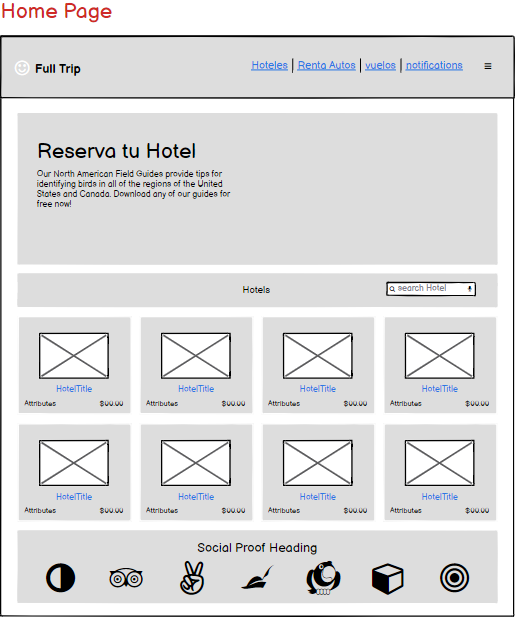 Home Page
Full Trip
Hoteles | Renta Autos | vuelos | notifications
Reserva tu Hotel
Our North American Field Guides provide tips for
identifying birds in all of the regions of the United
States and Canada. Download any of our guides for
free now!
Hotels
search Hotel
HotelTitle HotelTitle HotelTitle HotelTitle
Attributes $00.00 Attributes $00.00 Attributes $00.00 Attributes $00.00
HotelTitle HotelTitle HotelTitle HotelTitle
Attributes $00.00 Attributes $00.00 Attributes $00.00 Attributes $00.00
Social Proof Heading